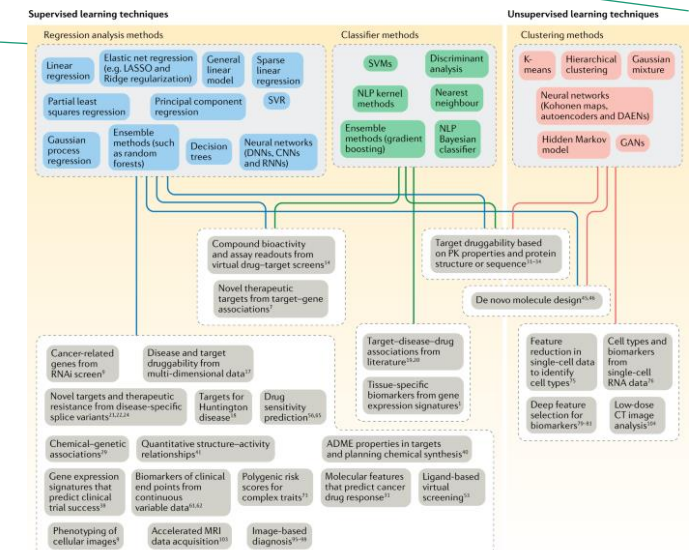 Supervised learning techniques
Unsupervised learning techniques
Regression analysis methods
Classifier methods
Clustering methods
Linear
regression
Elastic net regression
(e.g. LASSO and
Ridge regularization)
General
linear
model
Sparse
linear
regression
Partial least
squares regression
Principal component
regression
SVR
Gaussian
process
regression
Ensemble
methods (such
as random
forests)
Decision
trees
Neural networks
(DNNs, CNNs
and RNNs)
SVMs
Discriminant
analysis
NLP kernel
methods
Nearest
neighbour
Ensemble
methods (gradient
boosting)
NLP
Bayesian
classifier
K-
means
Hierarchical
clustering
Gaussian
mixture
Neural networks
(Kohonen maps,
autoencoders and DAENs)
Hidden Markov
model
GANs
Compound bioactivity
and assay readouts from
virtual drug–target screens
Novel therapeutic
targets from target–gene
associations
Target druggability based
on PK properties and protein
structure or sequence
De novo molecule design
Target–disease–drug
associations from
literature
Tissue-specific
biomarkers from gene
expression signatures
Feature
reduction in
single-cell data
to identify
cell types
Cell types and
biomarkers
from
single-cell
RNA data
Deep feature
selection for
biomarkers
Low-dose
CT image
analysis
Cancer-related
genes from
RNAi screen
Disease and target
druggability from
multi-dimensional data
Novel targets and therapeutic
resistance from disease-specific
splice variants
Targets for
Huntington
disease
Drug
sensitivity
prediction
Chemical–genetic
associations
Quantitative structure–activity
relationships
ADME properties in targets
and planning chemical synthesis
Gene expression
signatures that
predict clinical
trial success
Biomarkers of clinical
end points from
continuous
variable data
Polygenic risk
scores for
complex traits
Molecular features
that predict cancer
drug response
Ligand-based
virtual
screening
Phenotyping of
cellular images
Accelerated MRI
data acquisition
Image-based
diagnosis